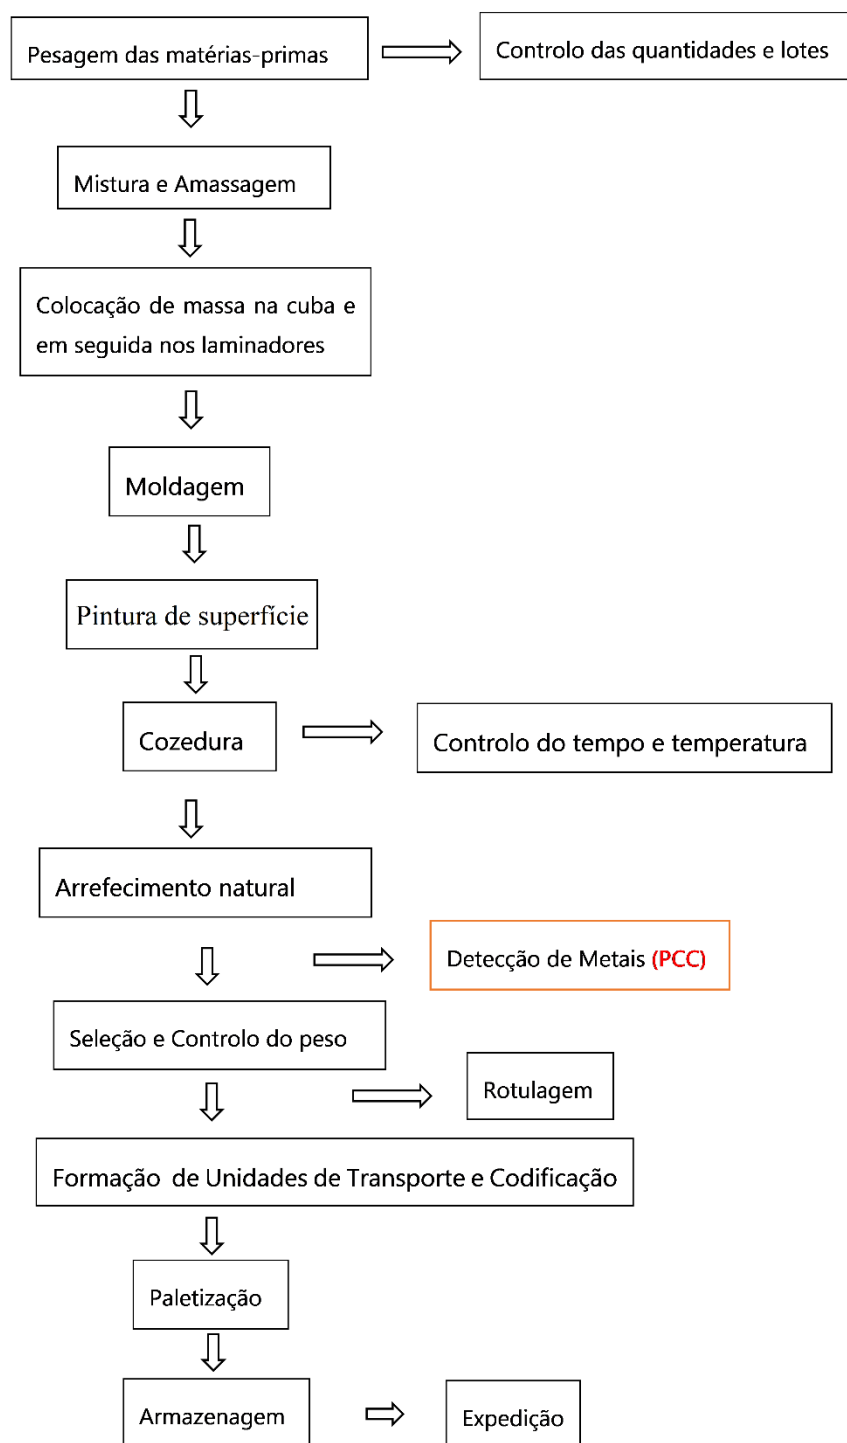 Pesagem das matérias-primas
Controlo das quantidades e lotes
Mistura e Amassagem
Colocação de massa na cuba e
em seguida nos laminadores
Moldagem
Pintura de superfície
Cozedura
Controlo do tempo e temperatura
Arrefecimento natural
Detecção de Metais (PCC)
Seleção e Controlo do peso
Rotulagem
Formação de Unidades de Transporte e Codificação
Paletização
Armazenagem
Expedição